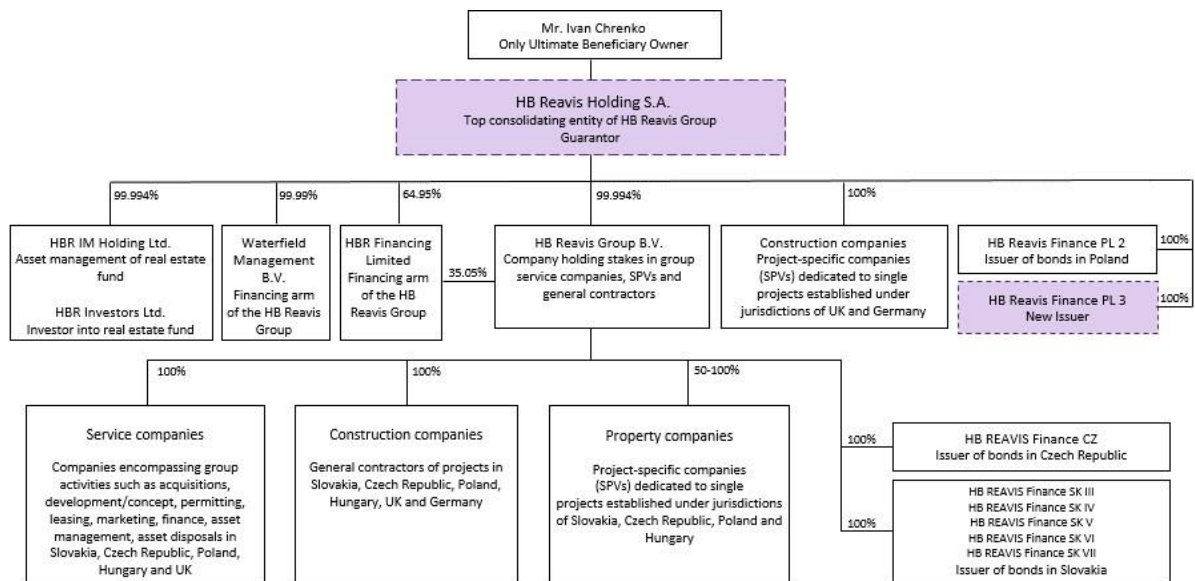 Mr. Ivan Chrenko
Only Ultimate Beneficiary Owner
HB Reavis Holding S.A.
Top consolidating entity of HB Reavis Group
Guarantor
99.994%
99.99%
64.95%
99.994%
100%
HBR IM Holding Ltd.
Asset management of real estate
fund
HBR Investors Ltd.
Investor into real estate fund
Waterfield
Management
B.V.
Financing arm
of the HB Reavis
Group
HBR Financing
Limited
Financing arm
of the HB
Reavis Group
35.05%
HB Reavis Group B.V.
Company holding stakes in group
service companies, SPVs and
general contractors
Construction companies
Project-specific companies
(SPVs) dedicated to single
projects established under
jurisdictions of UK and Germany
HB Reavis Finance PL 2
Issuer of bonds in Poland
100%
HB Reavis Finance PL 3
New Issuer
100%
100%
100%
50-100%
Service companies
Companies encompassing group
activities such as acquisitions,
development/concept, permitting,
leasing, marketing, finance, asset
management, asset disposals in
Slovakia, Czech Republic, Poland,
Hungary and UK
Construction companies
General contractors of projects in
Slovakia, Czech Republic, Poland,
Hungary, UK and Germany
Property companies
Project-specific companies
(SPVs) dedicated to single
projects established under jurisdictions
of Slovakia, Czech Republic, Poland and
Hungary
100%
HB REAVIS Finance CZ
Issuer of bonds in Czech Republic
100%
HB REAVIS Finance SK III
HB REAVIS Finance SK IV
HB REAVIS Finance SK V
HB REAVIS Finance SK VI
HB REAVIS Finance SK VII
Issuer of bonds in Slovakia